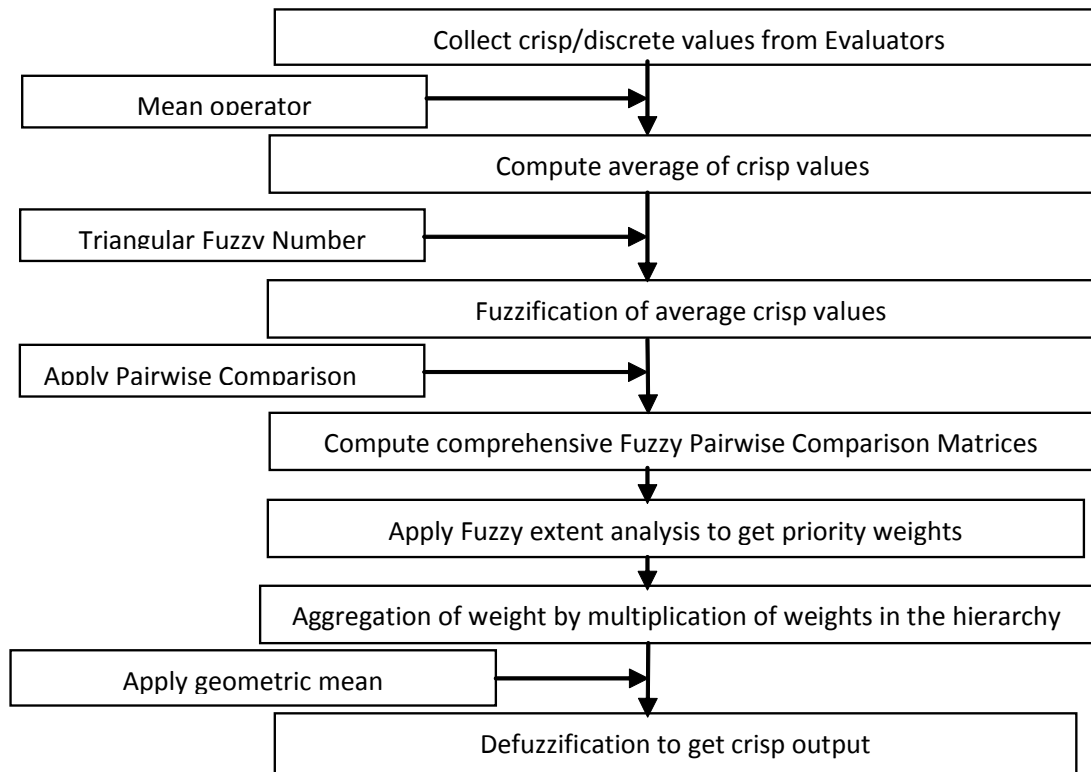 Collect crisp/discrete values from Evaluators
Mean operator
Compute average of crisp values
Triangular Fuzzy Number
Fuzzification of average crisp values
Apply Pairwise Comparison
Compute comprehensive Fuzzy Pairwise Comparison Matrices
Apply Fuzzy extent analysis to get priority weights
Aggregation of weight by multiplication of weights in the hierarchy
Apply geometric mean
Defuzzification to get crisp output